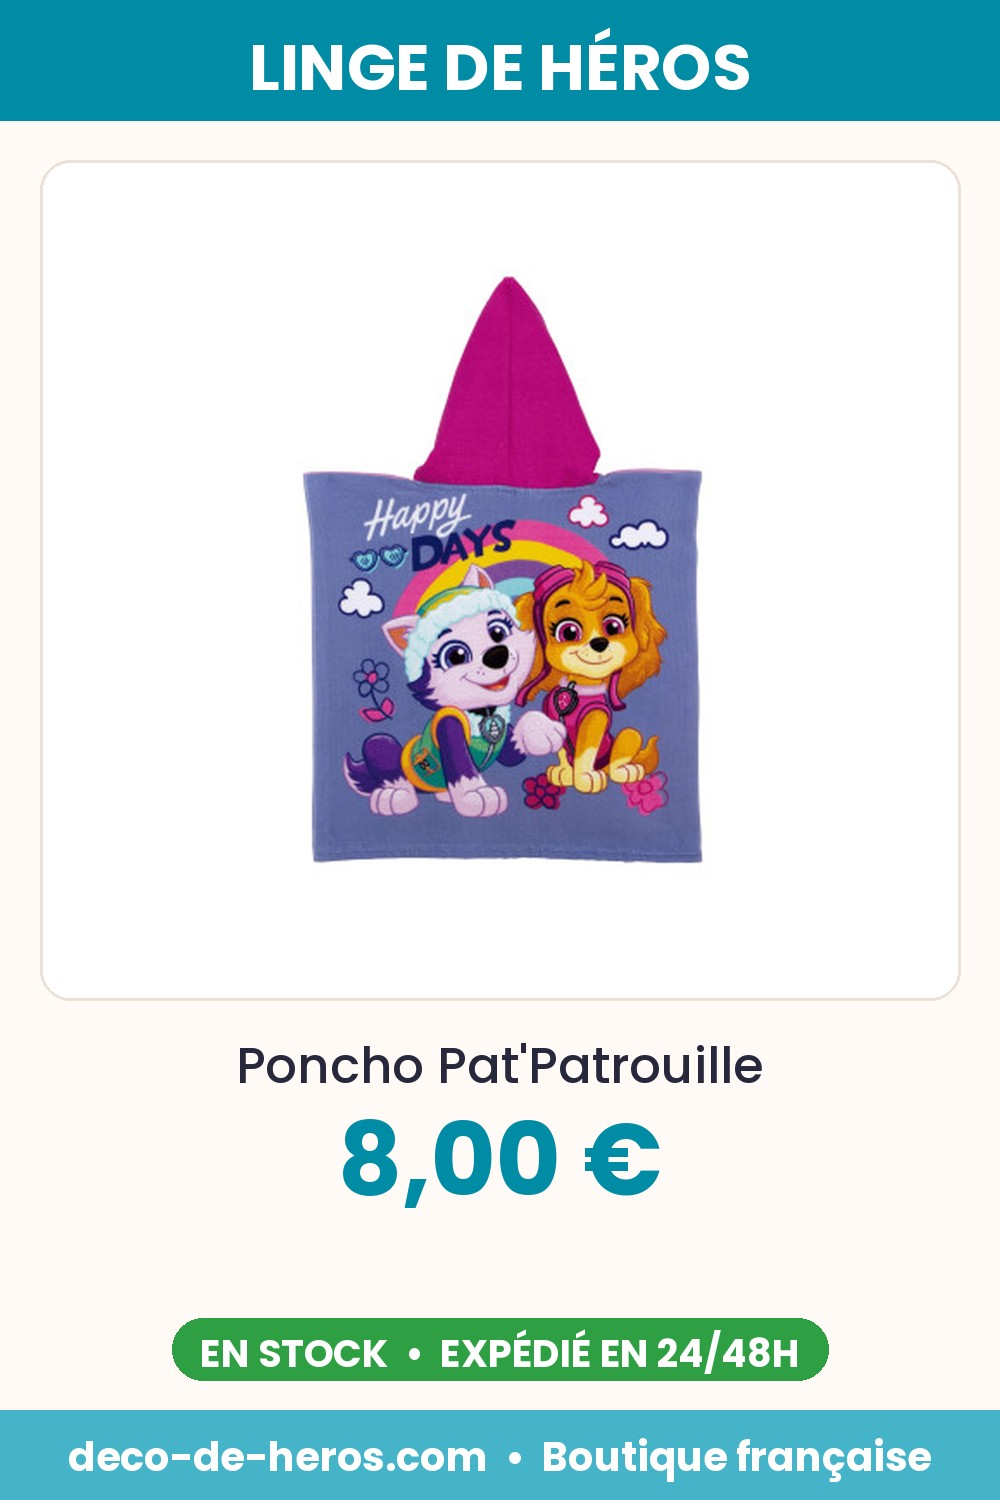 LINGE DE HÉROS
Happy
DAYS
Poncho Pat'Patrouille
8,00 €
EN STOCK • EXPÉDIÉ EN 24/48H
deco-de-heros.com • Boutique française